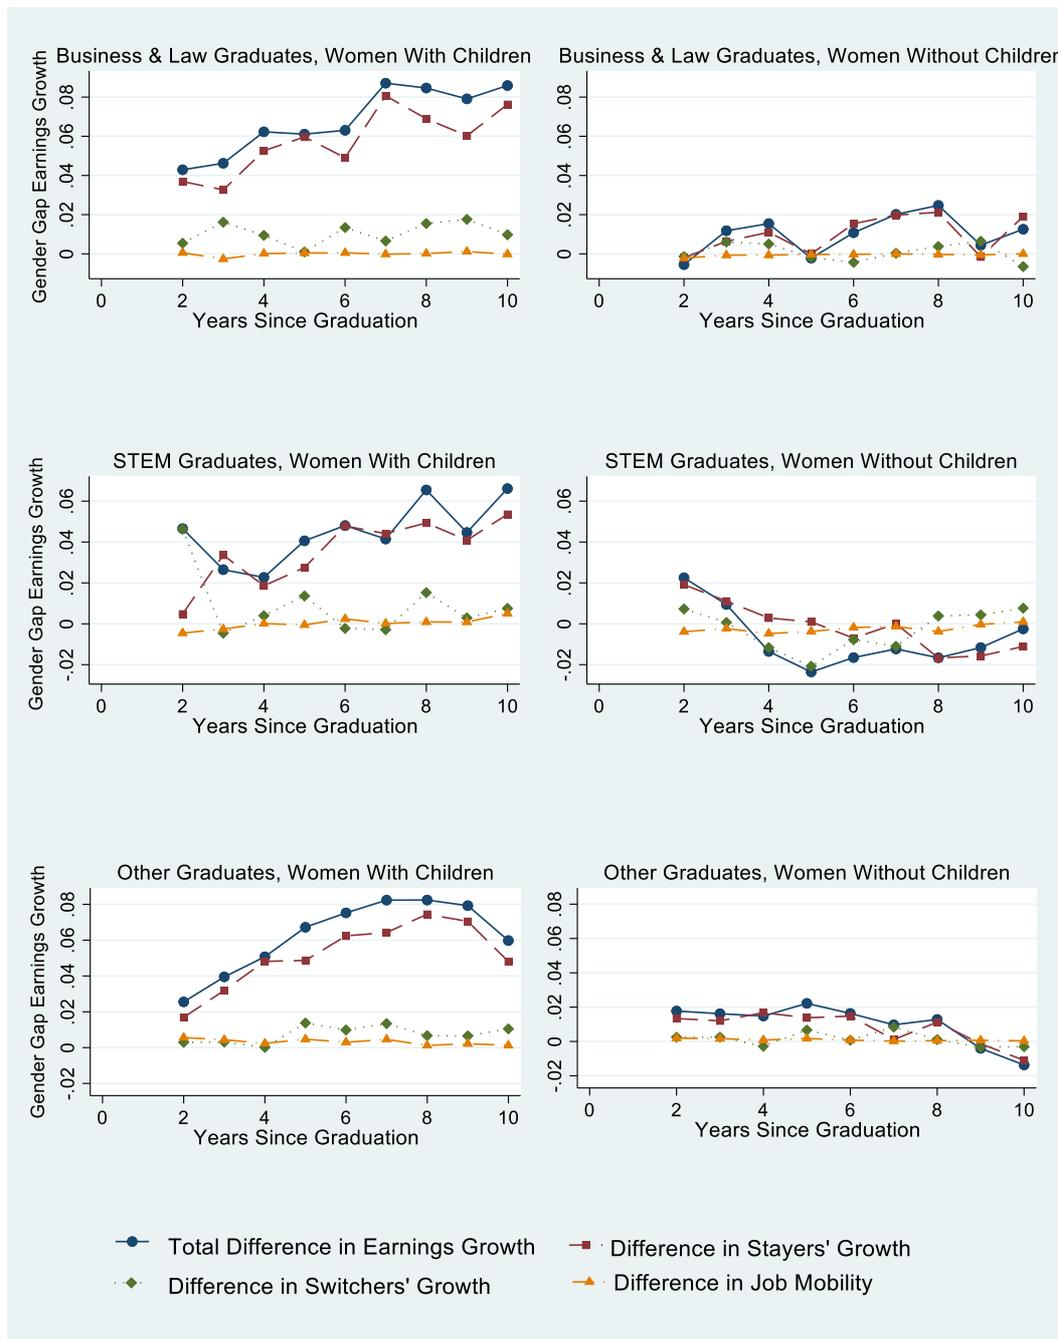 Business & Law Graduates, Women With Children
Gender Gap Earnings Growth
.08
.06
.04
.02
0
0 2 4 6 8 10
Years Since Graduation
Business & Law Graduates, Women Without Children
.08
.06
.04
.02
0
0 2 4 6 8 10
Years Since Graduation
STEM Graduates, Women With Children
Gender Gap Earnings Growth
.06
.04
.02
0
-.02
0 2 4 6 8 10
Years Since Graduation
STEM Graduates, Women Without Children
.06
.04
.02
0
-.02
0 2 4 6 8 10
Years Since Graduation
Other Graduates, Women With Children
Gender Gap Earnings Growth
.08
.06
.04
.02
0
-.02
0 2 4 6 8 10
Years Since Graduation
Other Graduates, Women Without Children
.08
.06
.04
.02
0
-.02
0 2 4 6 8 10
Years Since Graduation
Total Difference in Earnings Growth
Difference in Stayers' Growth
Difference in Switchers' Growth
Difference in Job Mobility